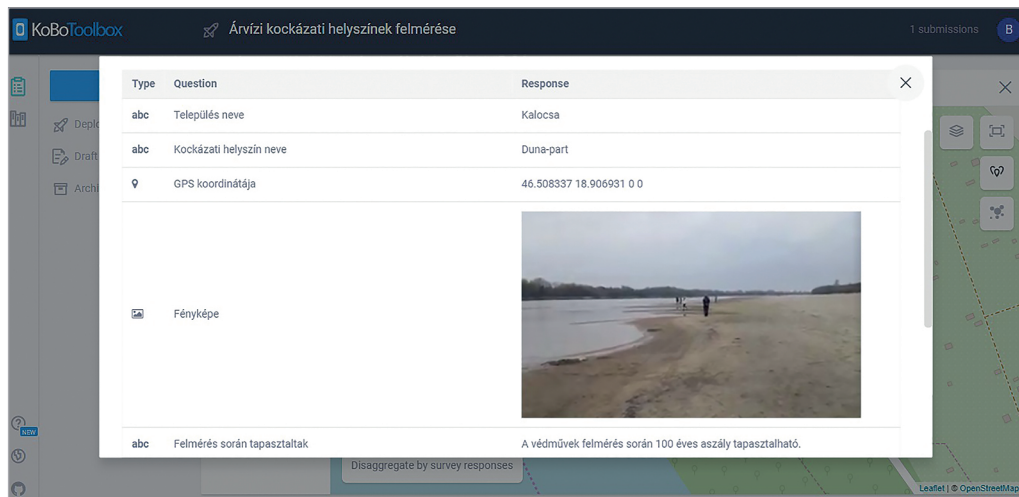 KoBoToolbox
Árvízi kockázati helyszínek felmérése
1 submissions
B
Type Question Response
abc Település neve Kalocsa
abc Kockázati helyszín neve Duna-part
GPS koordinátája 46.508337 18.906931 0 0
Fényképe
abc Felmérés során tapasztaltak A védművek felmérés során 100 éves aszály tapasztalható.
Deplo
Draft
Archi
NEW
Disaggregate by survey responses
Leaflet | © OpenStreetMap